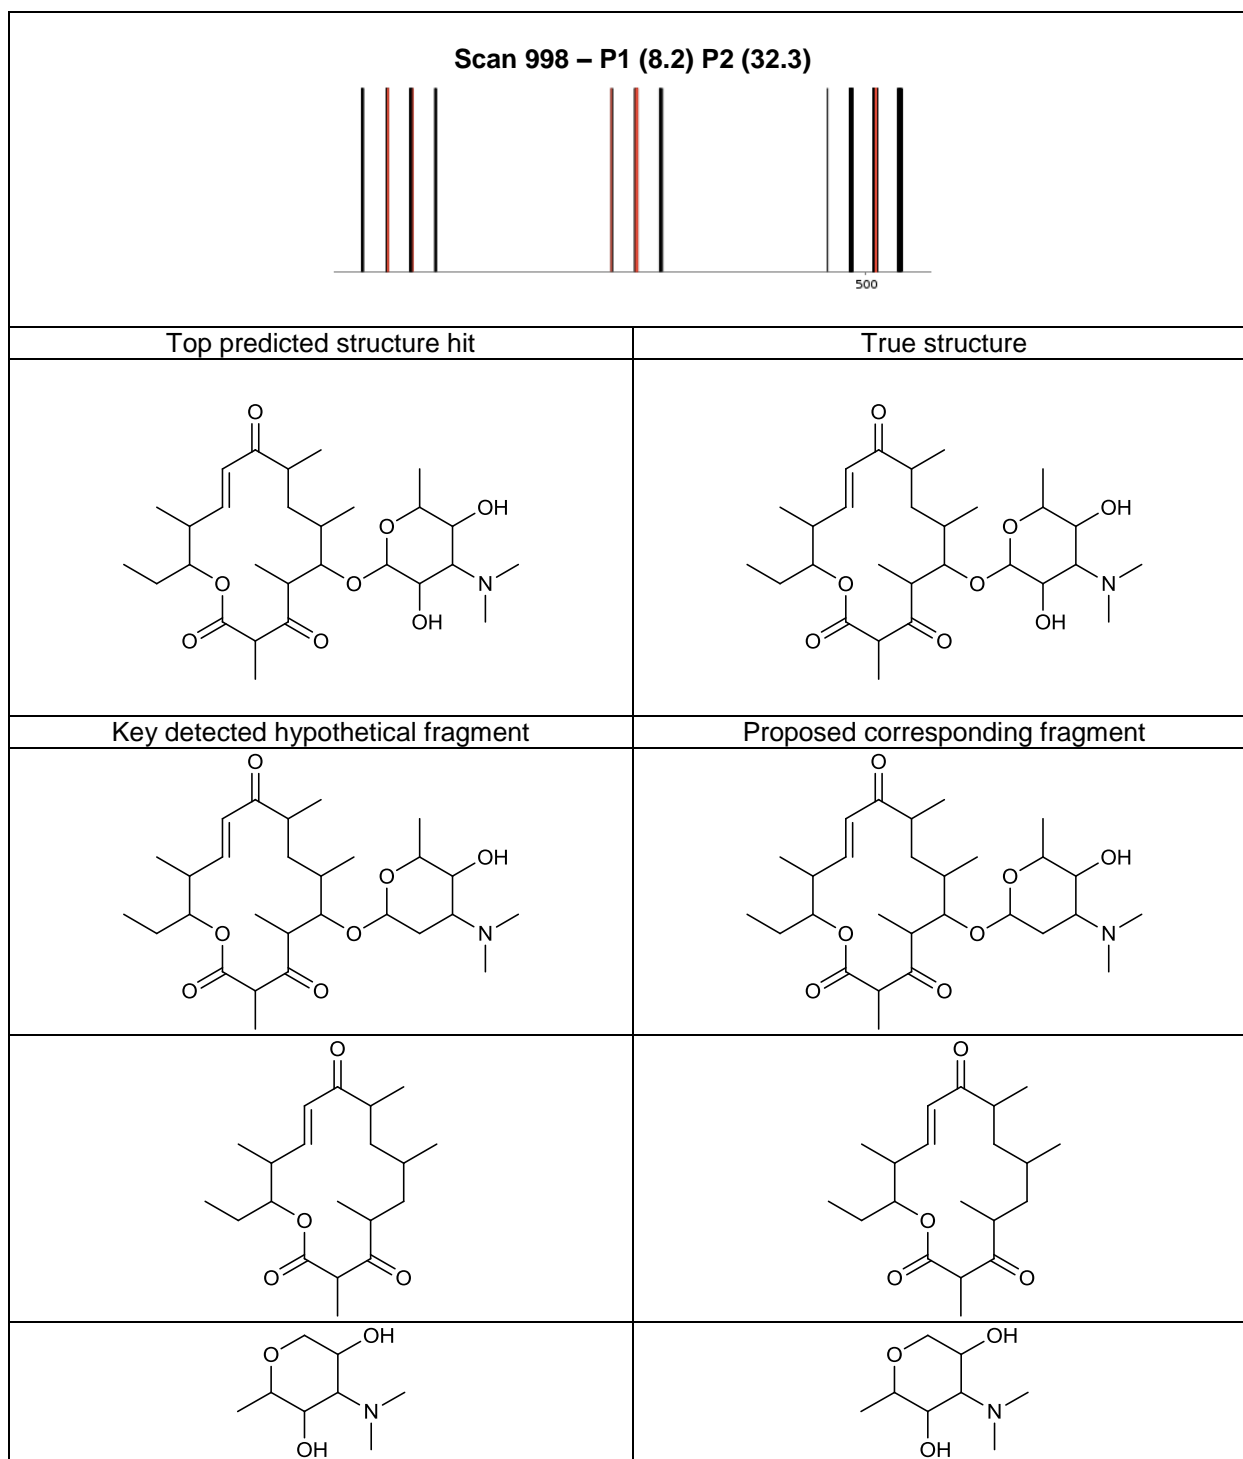 Scan 998 – P1 (8.2) P2 (32.3)
500
Top predicted structure hit
True structure
O
O
OH
N
O
O
OH
O
O
O
O
OH
N
O
O
OH
O
O
Key detected hypothetical fragment
Proposed corresponding fragment
O
O
OH
N
O
O
O
O
O
O
OH
N
O
O
O
O
O
O
O
O
O
O
O
O
O
OH
N
OH
O
OH
N
OH